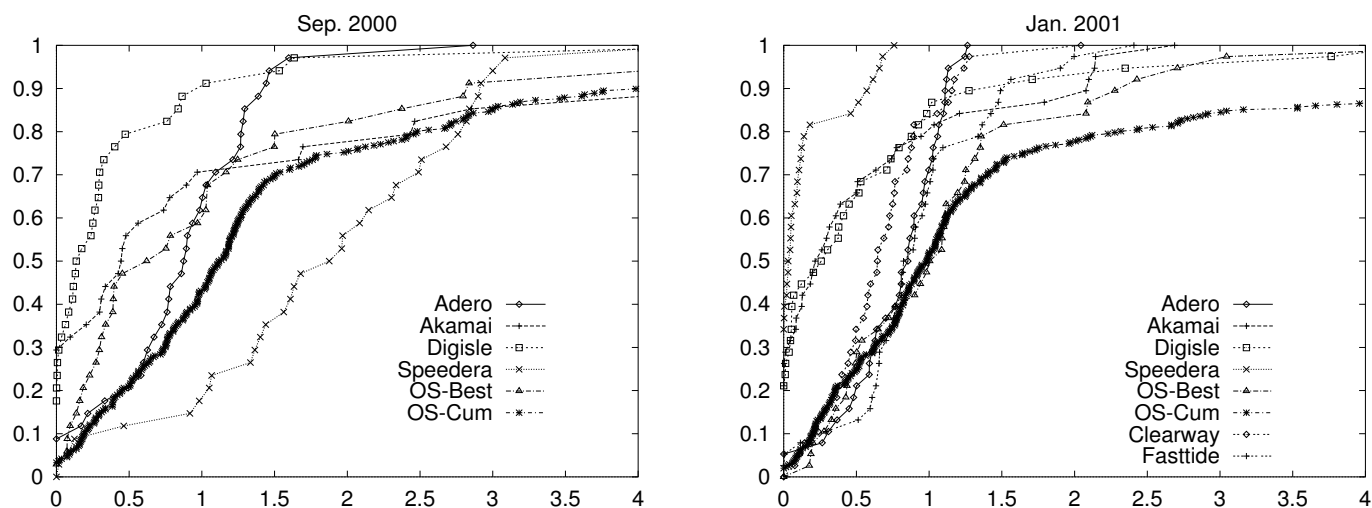 Sep. 2000
1
0.9
0.8
0.7
0.6
0.5
0.4
0.3
0.2
0.1
0
0 0.5 1 1.5 2 2.5 3 3.5 4
Adero
Akamai
Digisle
Speedera
OS-Best
OS-Cum
Jan. 2001
1
0.9
0.8
0.7
0.6
0.5
0.4
0.3
0.2
0.1
0
0 0.5 1 1.5 2 2.5 3 3.5 4
Adero
Akamai
Digisle
Speedera
OS-Best
OS-Cum
Clearway
Fasttide